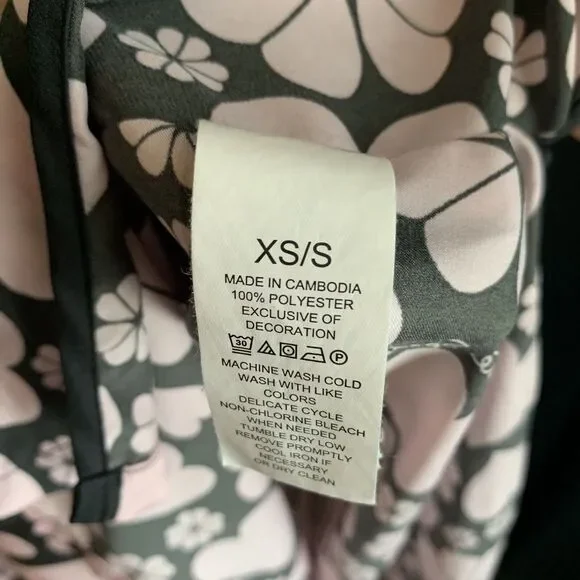 XS/S
MADE IN CAMBODIA
100% POLYESTER
EXCLUSIVE OF
DECORATION
30 P
MACHINE WASH COLD
WASH WITH LIKE
COLORS
DELICATE CYCLE
NON-CHLORINE BLEACH
WHEN NEEDED
TUMBLE DRY LOW
REMOVE PROMPTLY
COOL IRON IF
NECESSARY
OR DRY CLEAN